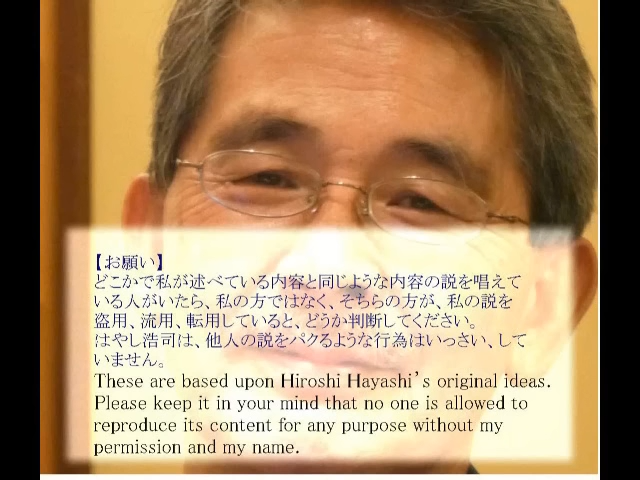 【お願い】
どこかで私が述べている内容と同じような内容の説を唱えて
いる人がいたら、私の方ではなく、そちらの方が、私の説を
盗用、流用、転用していると、どうか判断してください。
はやし浩司は、他人の説をパクるような行為はいっさい、して
いません。
These are based upon Hiroshi Hayashi's original ideas.
Please keep it in your mind that no one is allowed to
reproduce its content for any purpose without my
permission and my name.